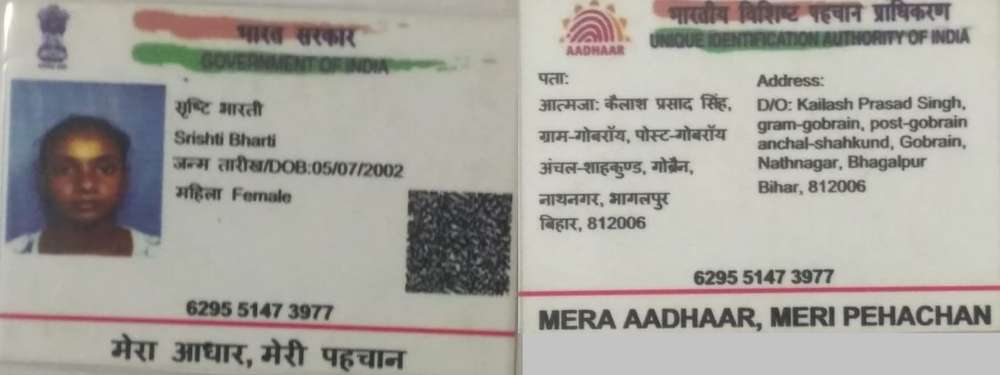 भारत सरकार
GOVERNMENT OF INDIA
सृष्टि भारती
Srishti Bharti
जन्म तारीख/DOB:05/07/2002
महिला Female
6295 5147 3977
मेरा आधार, मेरी पहचान
AADHAAR
भारतीय विशिष्ट पहचान प्राधिकरण
UNIQUE IDENTIFICATION AUTHORITY OF INDIA
पता:
आत्मजा: कैलाश प्रसाद सिंह,
ग्राम-गोबरॉय, पोस्ट-गोबरॉय
अंचल-शाहकुण्ड, गोब्रैन,
नाथनगर, भागलपुर
बिहार, 812006
Address:
D/O: Kailash Prasad Singh,
gram-gobrain, post-gobrain
anchal-shahkund, Gobrain,
Nathnagar, Bhagalpur
Bihar, 812006
6295 5147 3977
MERA AADHAAR, MERI PEHACHAN